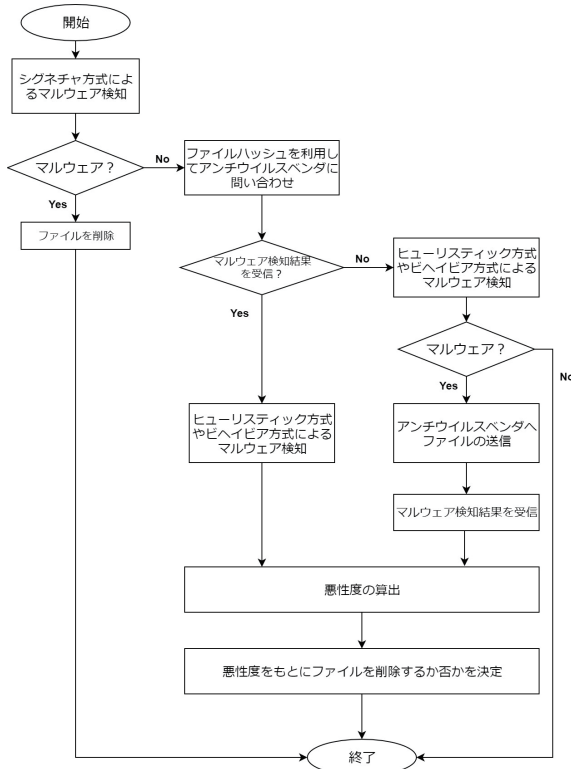 開始
シグネチャ方式によ
るマルウェア検知
マルウェア？
No
Yes
ファイルを削除
ファイルハッシュを利用し
てアンチウイルスベンダに
問い合わせ
マルウェア検知結果
を受信？
No
Yes
ヒューリスティック方式
やビヘイビア方式による
マルウェア検知
マルウェア？
No
Yes
アンチウイルスベンダへ
ファイルの送信
マルウェア検知結果を受信
ヒューリスティック方式
やビヘイビア方式による
マルウェア検知
悪性度の算出
悪性度をもとにファイルを削除するか否かを決定
終了